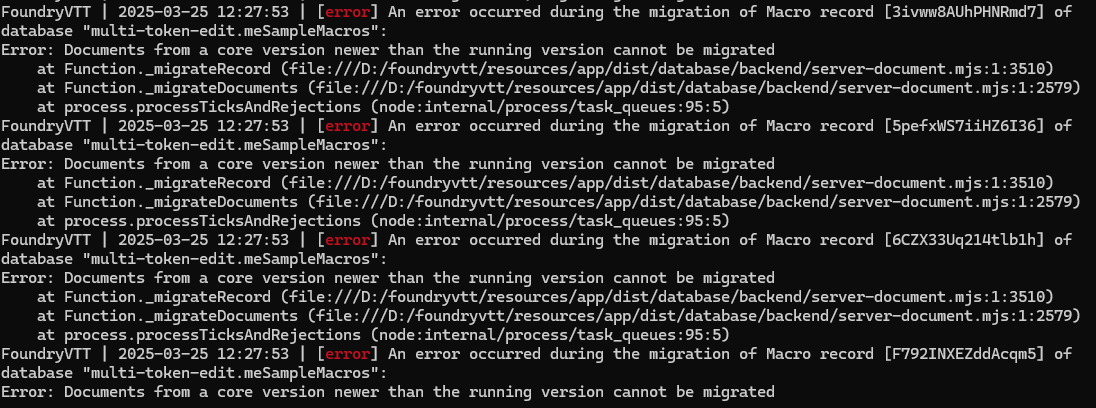 FoundryVTT | 2025-03-25 12:27:53 | [error] An error occurred during the migration of Macro record [3ivww8AUhPHNRmd7] of
database "multi-token-edit.meSampleMacros":
Error: Documents from a core version newer than the running version cannot be migrated
    at Function._migrateRecord (file:///D:/foundryvtt/resources/app/dist/database/backend/server-document.mjs:1:3510)
    at Function._migrateDocuments (file:///D:/foundryvtt/resources/app/dist/database/backend/server-document.mjs:1:2579)
    at process.processTicksAndRejections (node:internal/process/task_queues:95:5)
FoundryVTT | 2025-03-25 12:27:53 | [error] An error occurred during the migration of Macro record [5pefxWS7iiHZ6I36] of
database "multi-token-edit.meSampleMacros":
Error: Documents from a core version newer than the running version cannot be migrated
    at Function._migrateRecord (file:///D:/foundryvtt/resources/app/dist/database/backend/server-document.mjs:1:3510)
    at Function._migrateDocuments (file:///D:/foundryvtt/resources/app/dist/database/backend/server-document.mjs:1:2579)
    at process.processTicksAndRejections (node:internal/process/task_queues:95:5)
FoundryVTT | 2025-03-25 12:27:53 | [error] An error occurred during the migration of Macro record [6CZX33Uq214tlb1h] of
database "multi-token-edit.meSampleMacros":
Error: Documents from a core version newer than the running version cannot be migrated
    at Function._migrateRecord (file:///D:/foundryvtt/resources/app/dist/database/backend/server-document.mjs:1:3510)
    at Function._migrateDocuments (file:///D:/foundryvtt/resources/app/dist/database/backend/server-document.mjs:1:2579)
    at process.processTicksAndRejections (node:internal/process/task_queues:95:5)
FoundryVTT | 2025-03-25 12:27:53 | [error] An error occurred during the migration of Macro record [F792INXEZddAcqm5] of
database "multi-token-edit.meSampleMacros":
Error: Documents from a core version newer than the running version cannot be migrated